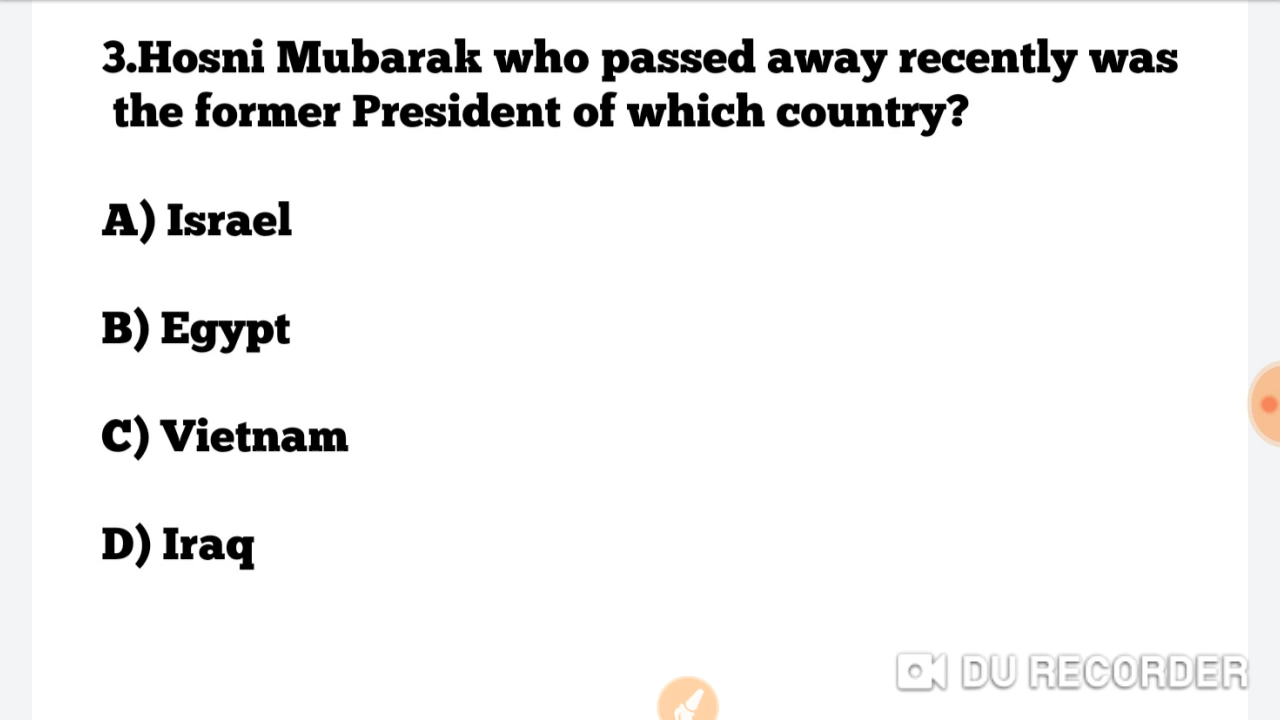 3.Hosni Mubarak who passed away recently was
the former President of which country?
A) Israel
B) Egypt
C) Vietnam
D) Iraq
DU RECORDER